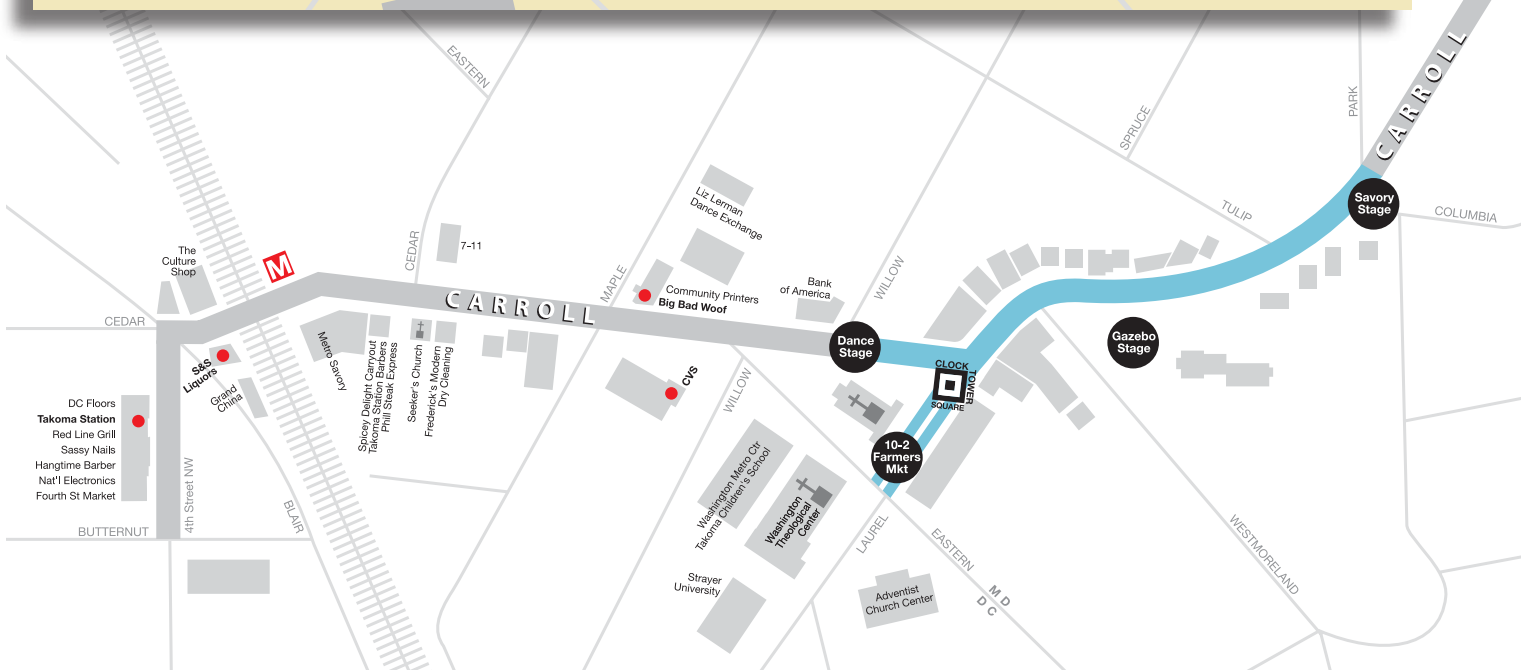 EASTERN
SPRUCE
PARK
CARROLL
Savory
Stage
COLUMBIA
TULIP
Liz Lerman
Dance Exchange
7-11
CEDAR
The
Culture
Shop
M
MAPLE
WILLOW
Community Printers
Big Bad Woof
Bank
of America
CARROLL
CEDAR
Dance
Stage
Gazebo
Stage
CLOCK
TOWER
SQUARE
S&S
Liquors
Grand
China
Metro Savory
Spicey Delight Carryout
Takoma Station Barbers
Phill Steak Express
Seeker's Church
Frederick's Modern
Dry Cleaning
CVS
WILLOW
DC Floors
Takoma Station
Red Line Grill
Sassy Nails
Hangtime Barber
Nat'l Electronics
Fourth St Market
4th Street NW
BUTTERNUT
BLAIR
10-2
Farmers
Mkt
Washington Metro Ctr
Takoma Children's School
Washington
Theological
Center
LAUREL
EASTERN
MD
DC
WESTMORELAND
Strayer
University
Adventist
Church Center